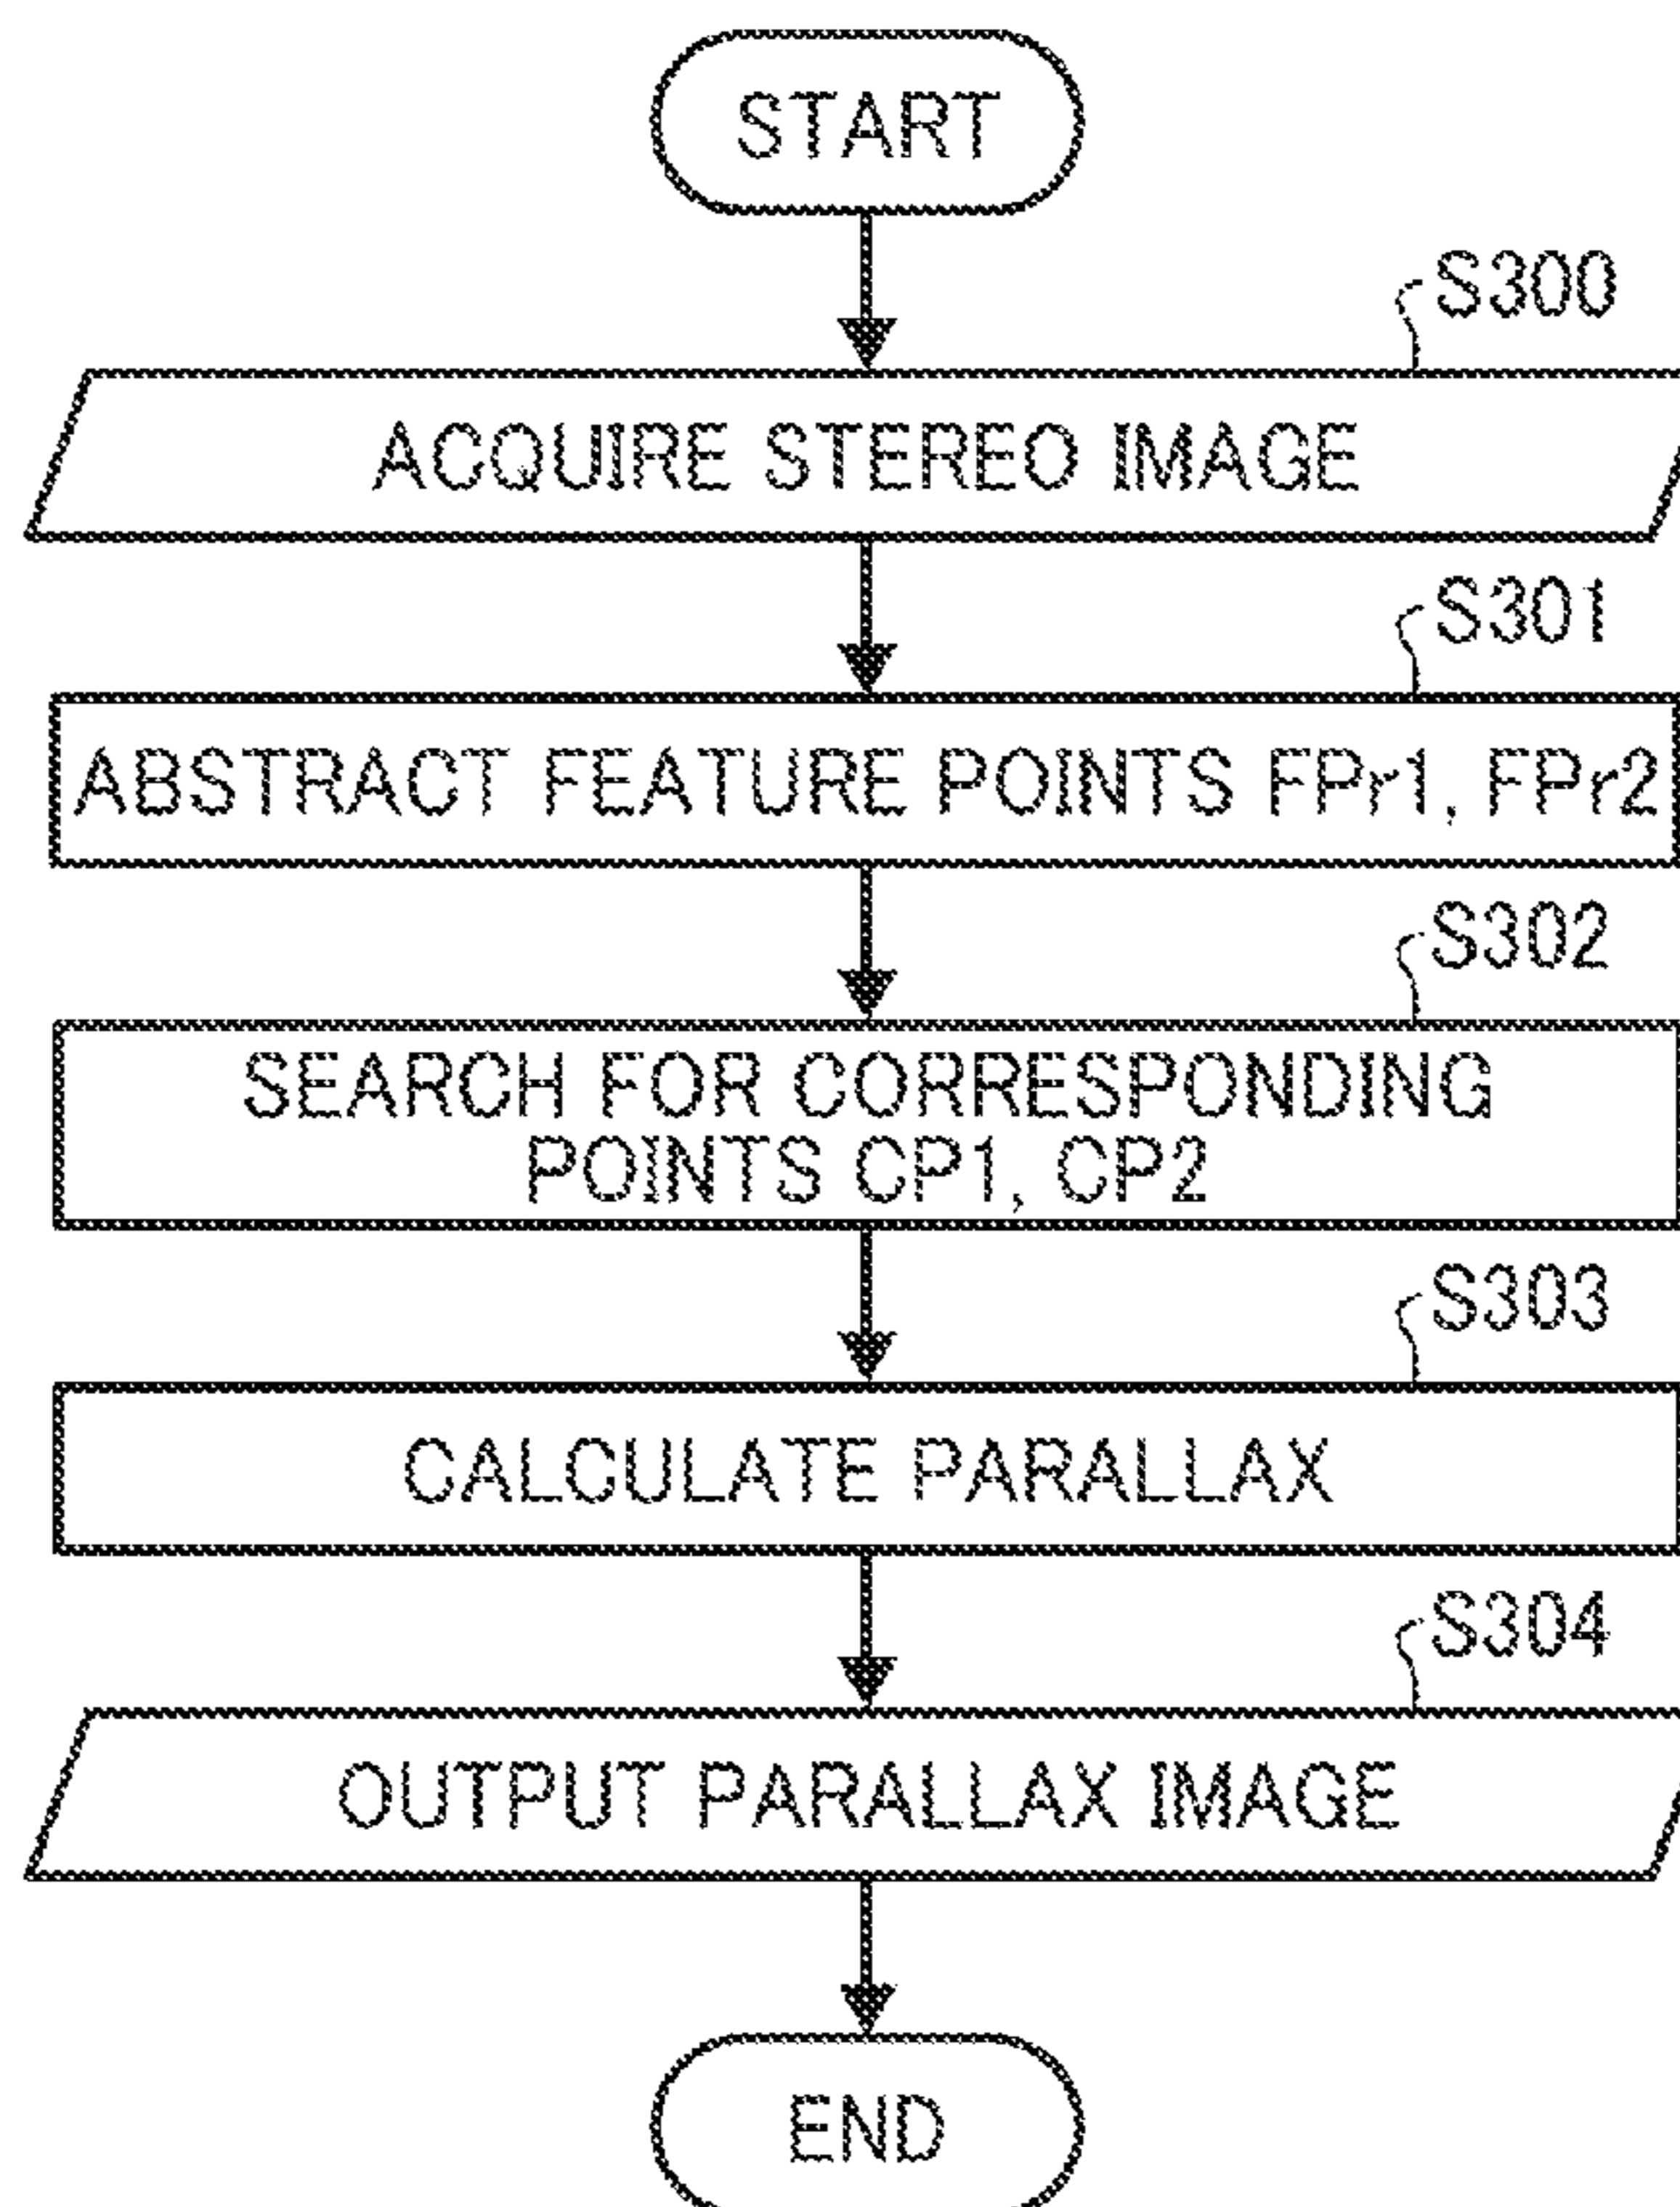 START
S300
ACQUIRE STEREO IMAGE
S301
ABSTRACT FEATURE POINTS FPr1, FPr2
S302
SEARCH FOR CORRESPONDING
POINTS CP1, CP2
S303
CALCULATE PARALLAX
S304
OUTPUT PARALLAX IMAGE
END